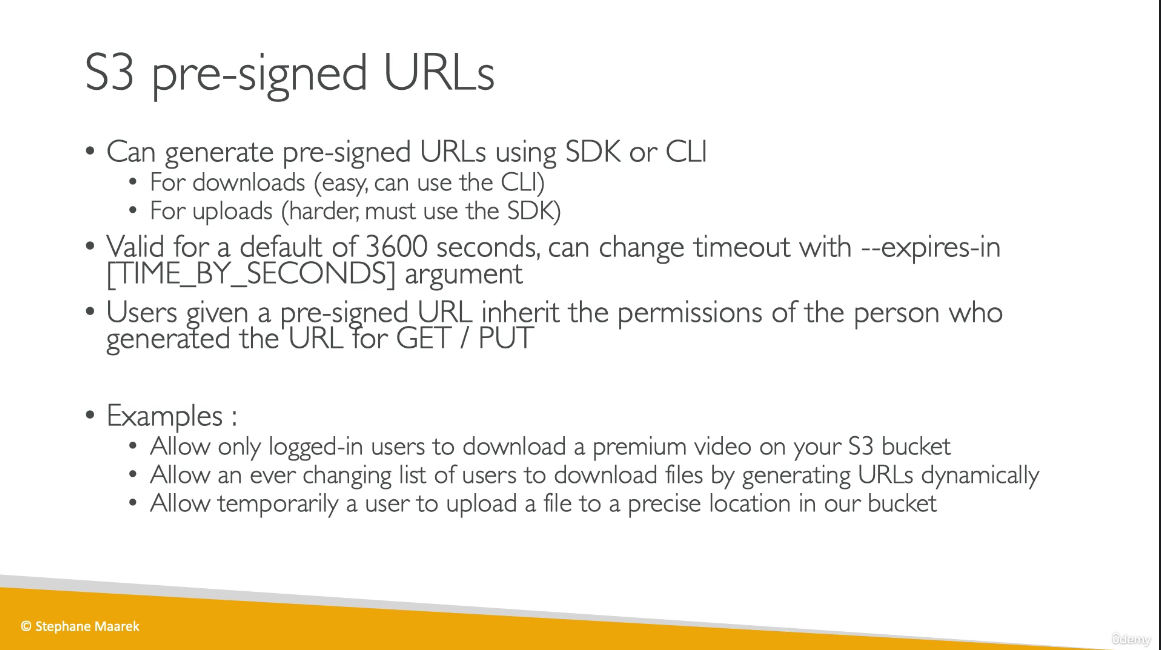 S3 pre-signed URLs
• Can generate pre-signed URLs using SDK or CLI
• For downloads (easy, can use the CLI)
• For uploads (harder, must use the SDK)
• Valid for a default of 3600 seconds, can change timeout with --expires-in
[TIME_BY_SECONDS] argument
• Users given a pre-signed URL inherit the permissions of the person who
generated the URL for GET / PUT
• Examples :
• Allow only logged-in users to download a premium video on your S3 bucket
• Allow an ever changing list of users to download files by generating URLs dynamically
• Allow temporarily a user to upload a file to a precise location in our bucket
© Stephane Maarek
ûdemy